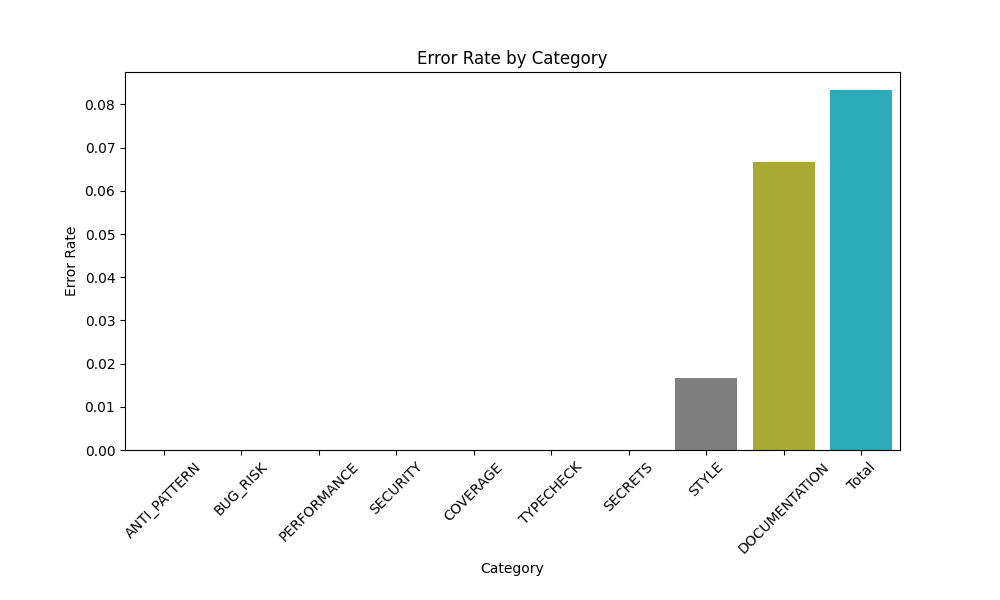 Error Rate by Category
Error Rate
0.08
0.07
0.06
0.05
0.04
0.03
0.02
0.01
0.00
ANTI_PATTERN
BUG_RISK
PERFORMANCE
SECURITY
COVERAGE
TYPECHECK
SECRETS
STYLE
DOCUMENTATION
Total
Category